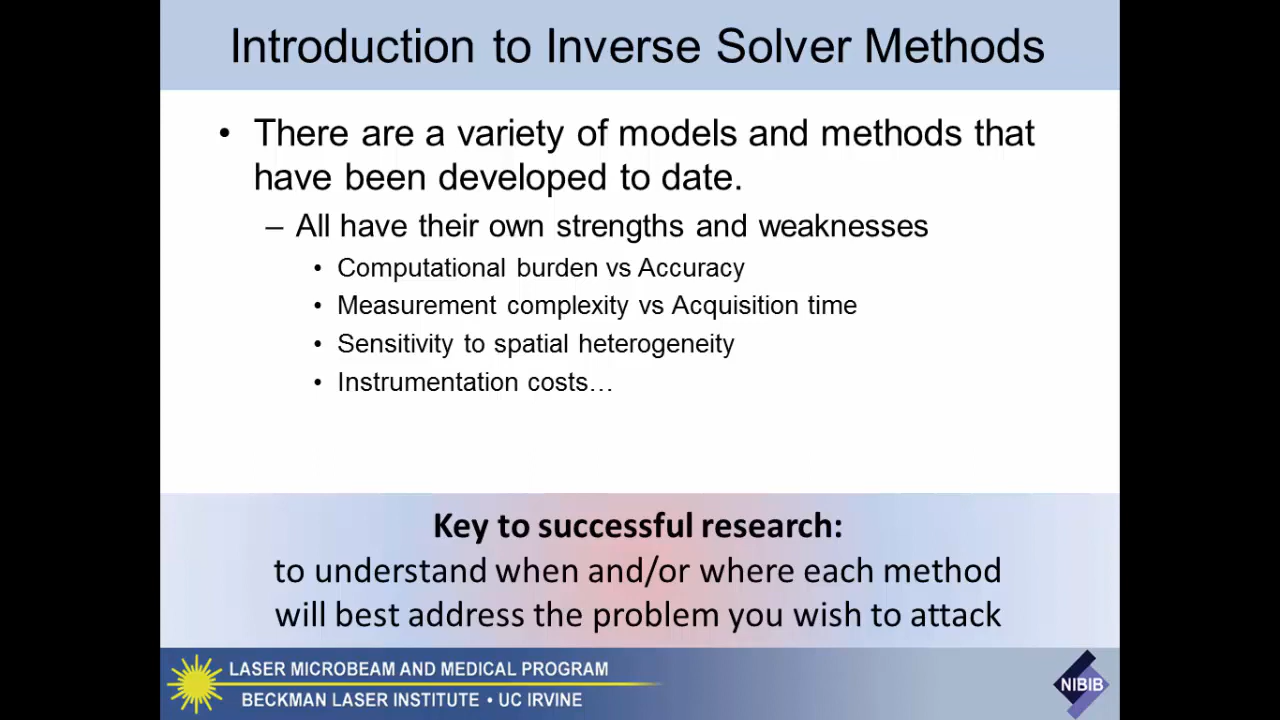 Introduction to Inverse Solver Methods
• There are a variety of models and methods that
have been developed to date.
– All have their own strengths and weaknesses
• Computational burden vs Accuracy
• Measurement complexity vs Acquisition time
• Sensitivity to spatial heterogeneity
• Instrumentation costs…
Key to successful research:
to understand when and/or where each method
will best address the problem you wish to attack
LASER MICROBEAM AND MEDICAL PROGRAM
BECKMAN LASER INSTITUTE • UC IRVINE
NIBIB